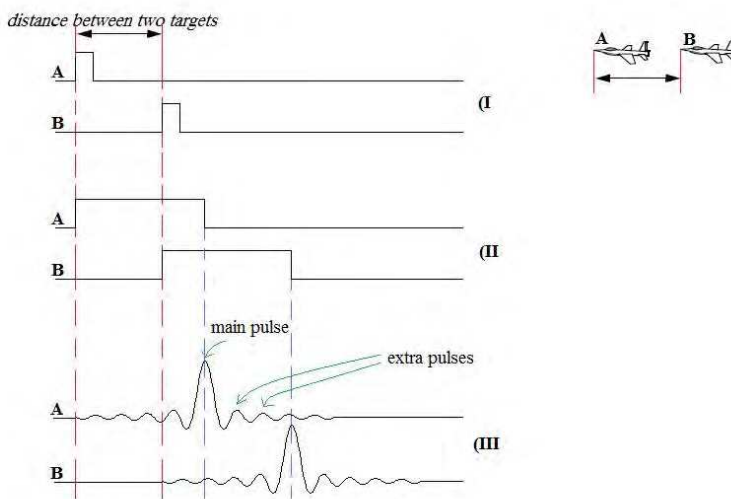 distance between two targets
A B
A
(I
B
A
(II
B
main pulse
extra pulses
A
(III
B